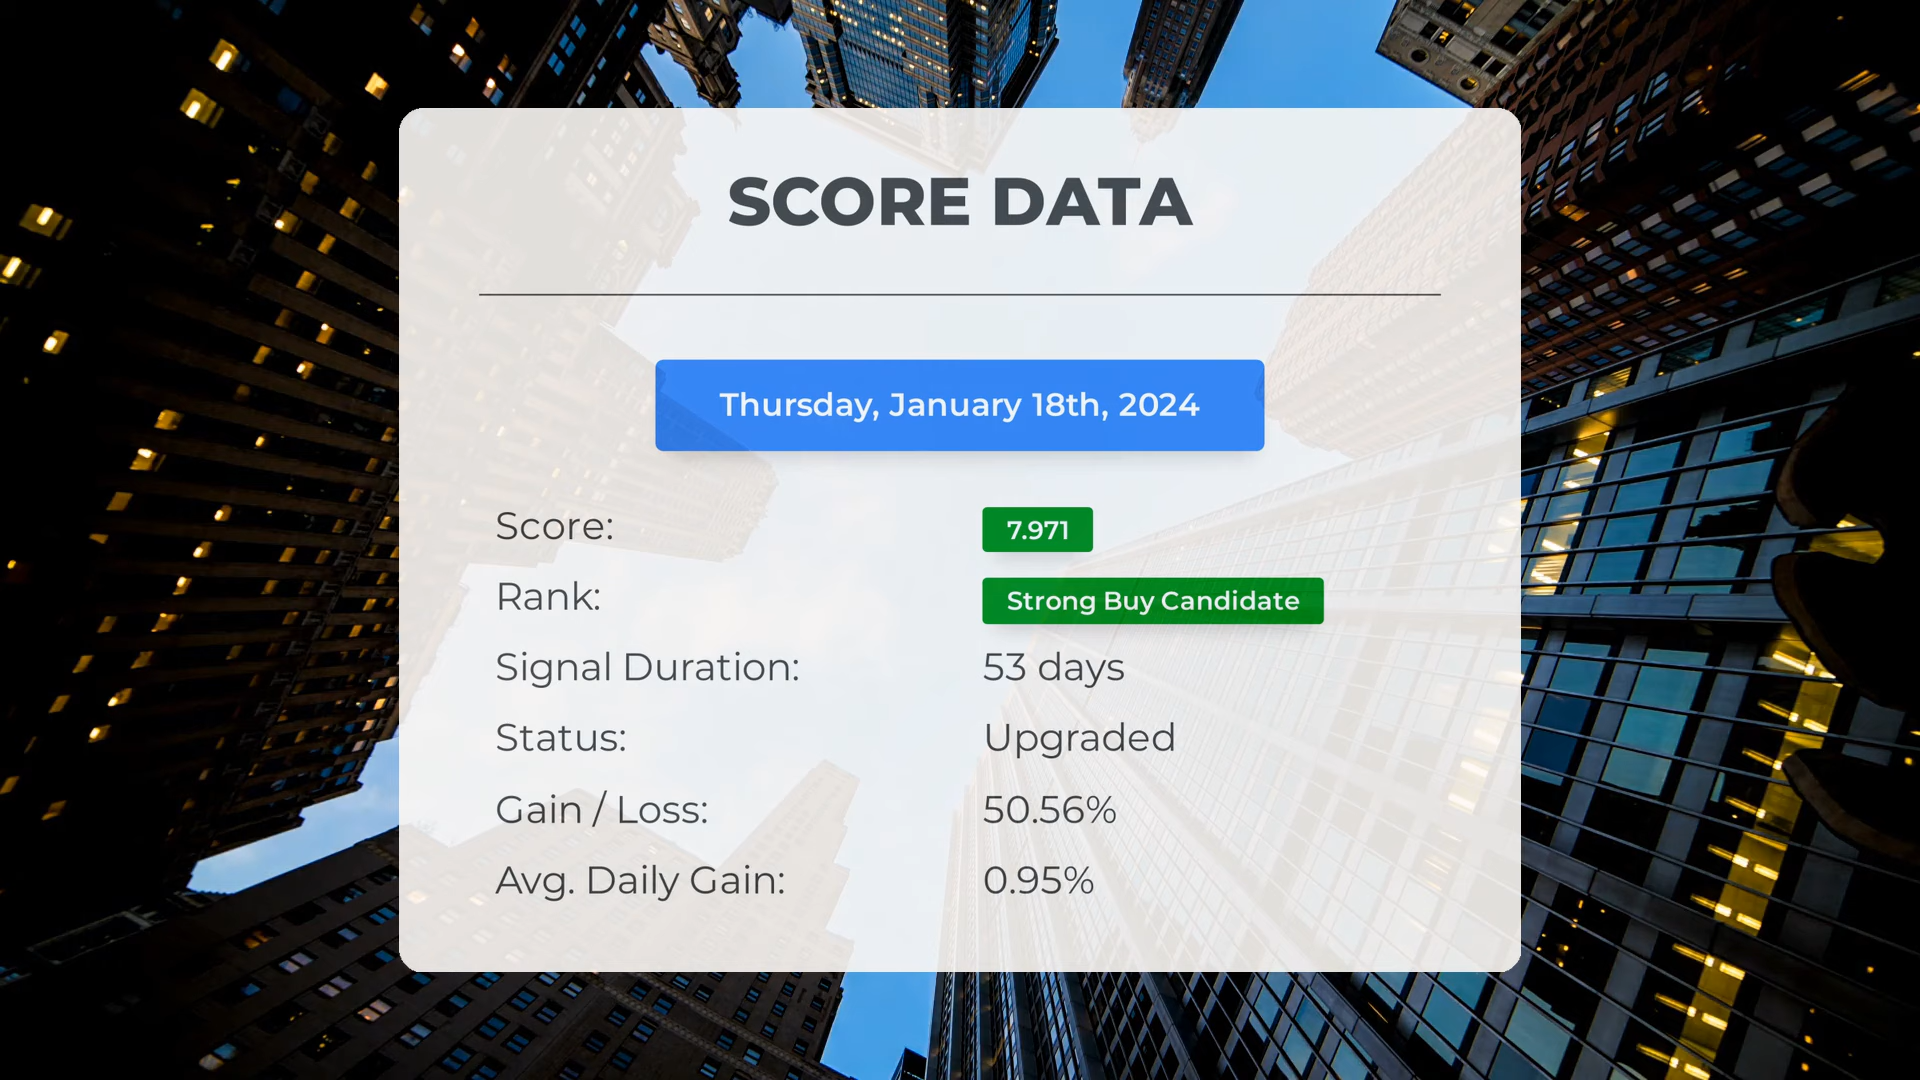 SCORE DATA
Thursday, January 18th, 2024
Score: 7.971
Rank: Strong Buy Candidate
Signal Duration: 53 days
Status: Upgraded
Gain / Loss: 50.56%
Avg. Daily Gain: 0.95%